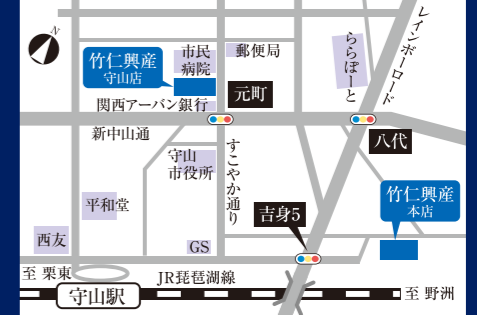 N
レインボーロード
市民
病院
郵便局
ららぽーと
竹仁興産
守山店
元町
関西アーバン銀行
新中山通
八代
すこやか通り
守山
市役所
竹仁興産
本店
平和堂
吉身5
西友
GS
至 栗東
JR琵琶湖線
守山駅
至 野洲